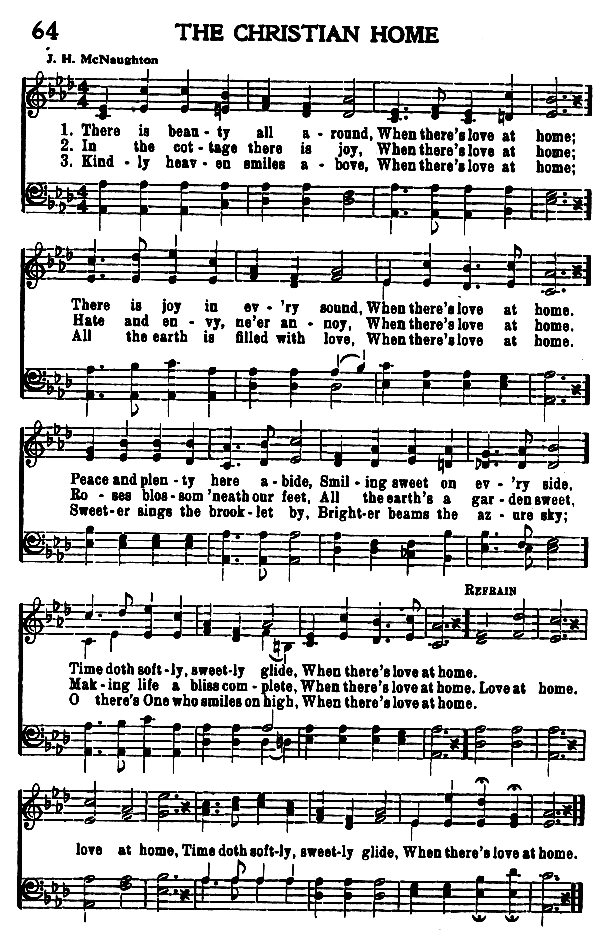 64 THE CHRISTIAN HOME
J. H. McNaughton
1. There is beau - ty all a - round, When there's love at home;
2. In the cot - tage there is joy, When there's love at home;
3. Kind - ly heav - en smiles a - bove, When there's love at home;
There is joy in ev - 'ry sound, When there's love at home.
Hate and en - vy, ne'er an - noy, When there's love at home.
All the earth is filled with love, When there's love at home.
Peace and plen - ty here a - bide, Smil - ing sweet on ev - 'ry side,
Ro - ses blos - som 'neath our feet, All the earth's a gar - den sweet,
Sweet - er sings the brook - let by, Bright - er beams the az - ure sky;
REFRAIN
Time doth soft - ly, sweet - ly glide, When there's love at home.
Mak - ing life a bliss com - plete, When there's love at home. Love at home.
O there's One who smiles on high, When there's love at home.
love at home, Time doth soft - ly, sweet - ly glide, When there's love at home.